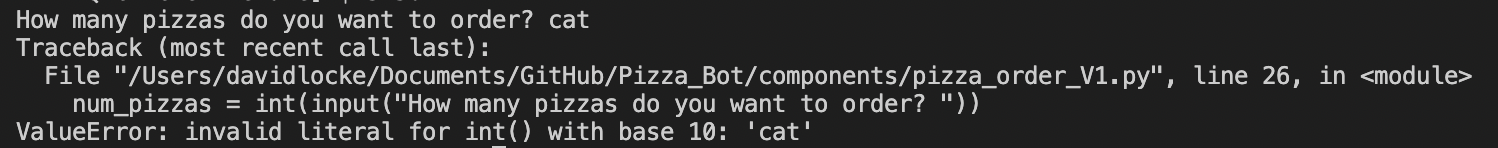 How many pizzas do you want to order? cat
Traceback (most recent call last):
  File "/Users/davidlocke/Documents/GitHub/Pizza_Bot/components/pizza_order_V1.py", line 26, in <module>
    num_pizzas = int(input("How many pizzas do you want to order? "))
ValueError: invalid literal for int() with base 10: 'cat'